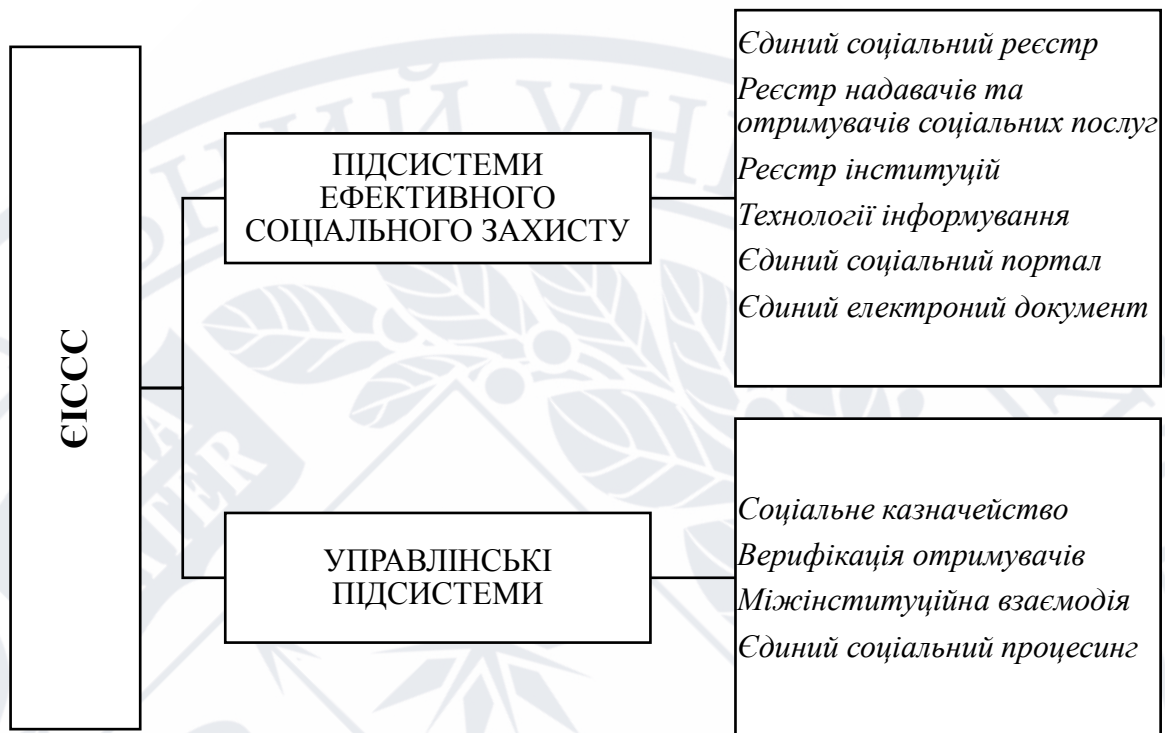 ЄІССС
ПІДСИСТЕМИ
ЕФЕКТИВНОГО
СОЦІАЛЬНОГО ЗАХИСТУ
Єдиний соціальний реєстр
Реєстр надавачів та
отримувачів соціальних послуг
Реєстр інституцій
Технології інформування
Єдиний соціальний портал
Єдиний електроний документ
УПРАВЛІНСЬКІ
ПІДСИСТЕМИ
Соціальне казначейство
Верифікація отримувачів
Міжінституційна взаємодія
Єдиний соціальний процесинг